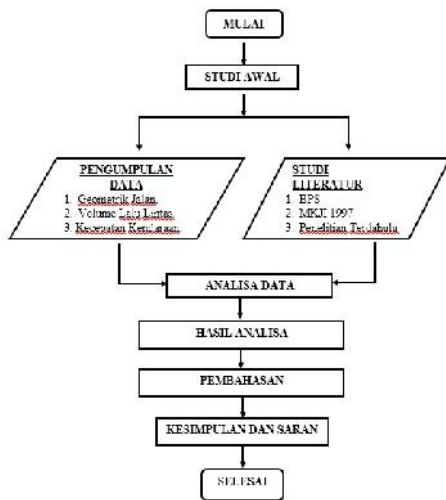 MULAI
STUDI AWAL
PENGUMPULAN
DATA
1. Geometrik Jalan
2. Volume Lalu Lintas
3. Kecepatan Kendaraan
STUDI
LITERATUR
1. BPS
2. MKJI 1997
3. Penelitian Terdahulu
ANALISA DATA
HASIL ANALISA
PEMBAHASAN
KESIMPULAN DAN SARAN
SELESAI